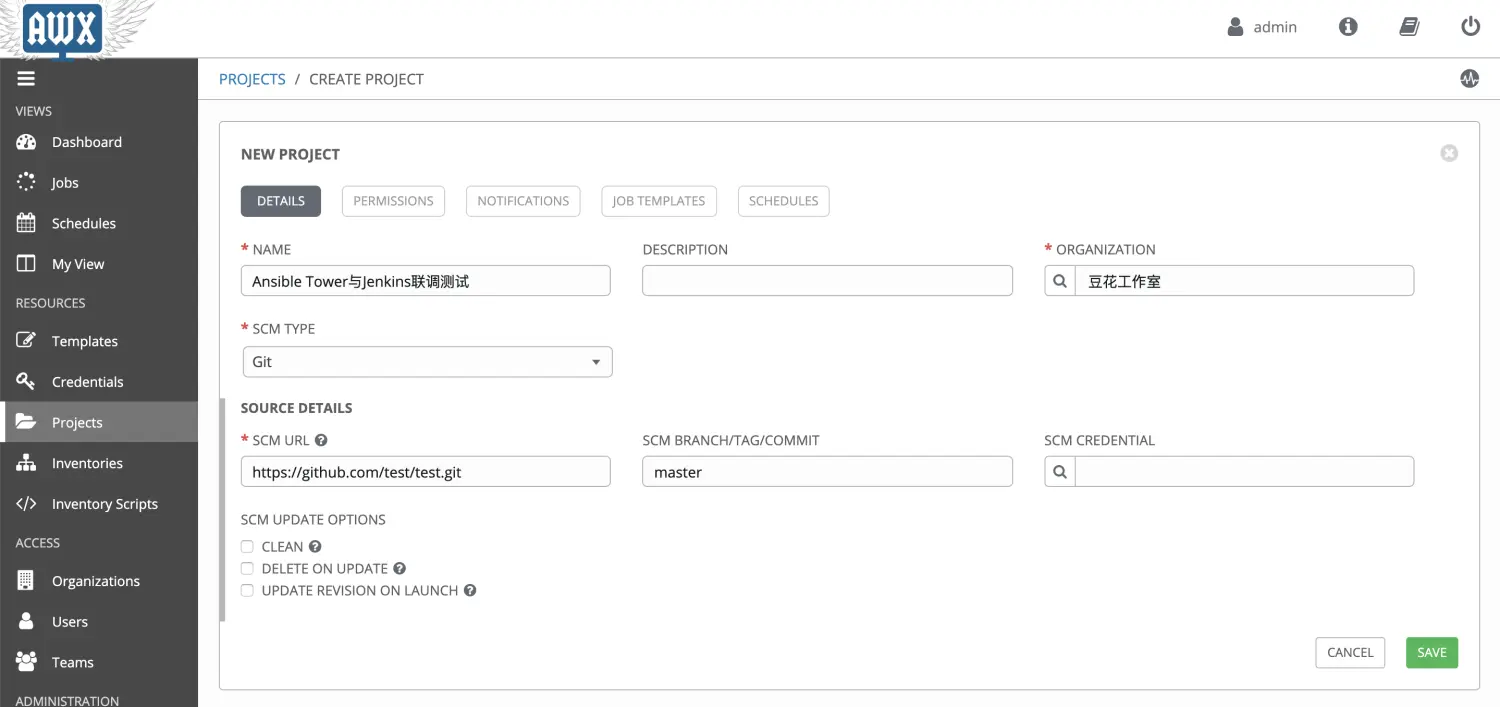 AWX
admin
PROJECTS / CREATE PROJECT
VIEWS
Dashboard
Jobs
Schedules
My View
RESOURCES
Templates
Credentials
Projects
Inventories
Inventory Scripts
ACCESS
Organizations
Users
Teams
ADMINISTRATION
NEW PROJECT
DETAILS PERMISSIONS NOTIFICATIONS JOB TEMPLATES SCHEDULES
* NAME DESCRIPTION * ORGANIZATION
Ansible Tower与Jenkins联调测试 豆花工作室
* SCM TYPE
Git
SOURCE DETAILS
* SCM URL SCM BRANCH/TAG/COMMIT SCM CREDENTIAL
https://github.com/test/test.git master
SCM UPDATE OPTIONS
CLEAN
DELETE ON UPDATE
UPDATE REVISION ON LAUNCH
CANCEL SAVE